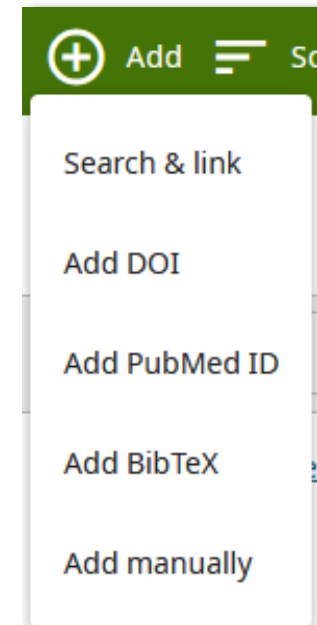 Add
Search & link
Add DOI
Add PubMed ID
Add BibTeX
Add manually